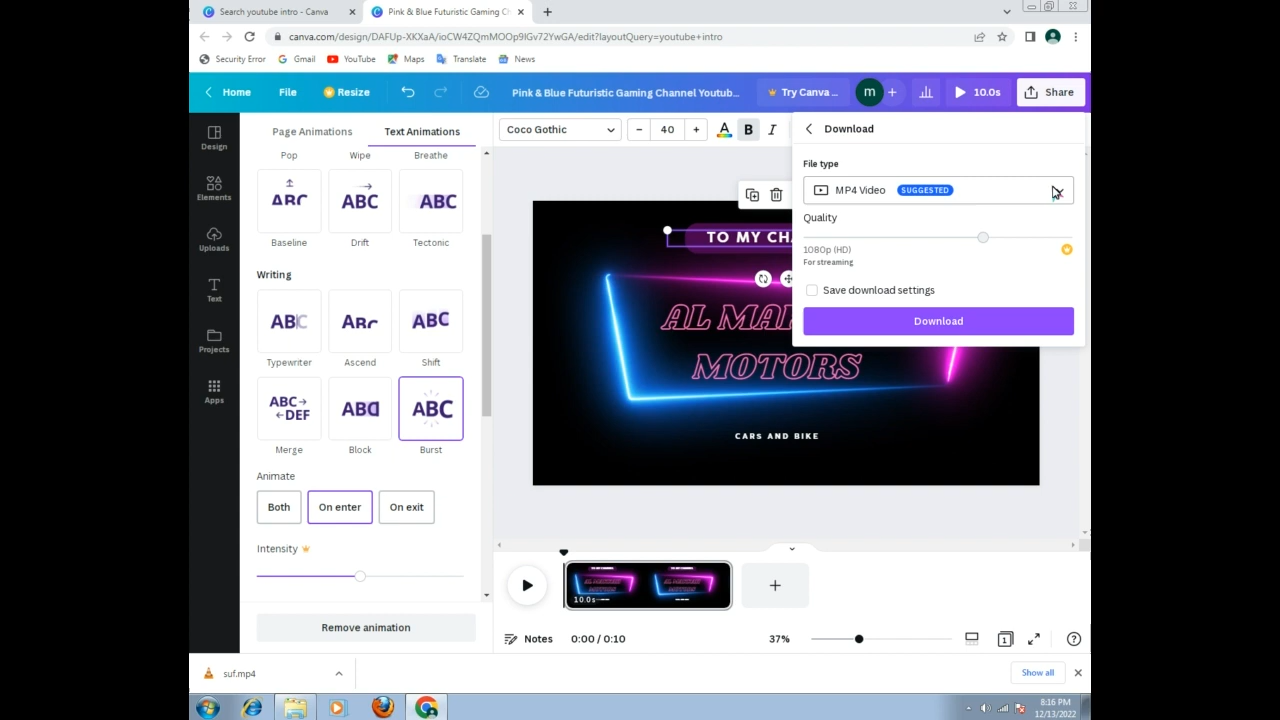 Search youtube intro - Canva
Pink & Blue Futuristic Gaming Ch
canva.com/design/DAFUp-XKXaA/ioCW4ZQmMOOp9IGv72YwGA/edit?layoutQuery=youtube+intro
Security Error
Gmail
YouTube
Maps
Translate
News
Home
File
Resize
Pink & Blue Futuristic Gaming Channel Youtub...
Try Canva ...
m
10.0s
Share
Design
Elements
Uploads
Text
Projects
Apps
Page Animations
Text Animations
Pop
Wipe
Breathe
ABC
ABC
ABC
Baseline
Drift
Tectonic
Writing
ABC
ABC
ABC
Typewriter
Ascend
Shift
ABC
DEF
ABC
ABC
Merge
Block
Burst
Animate
Both
On enter
On exit
Intensity
Remove animation
Coco Gothic
40
A
B
I
Download
File type
MP4 Video
SUGGESTED
Quality
1080p (HD)
For streaming
Save download settings
Download
TO MY CHA
MOTORS
CARS AND BIKE
10.0s
Notes
0:00 / 0:10
37%
1
suf.mp4
Show all
8:16 PM
12/13/2022